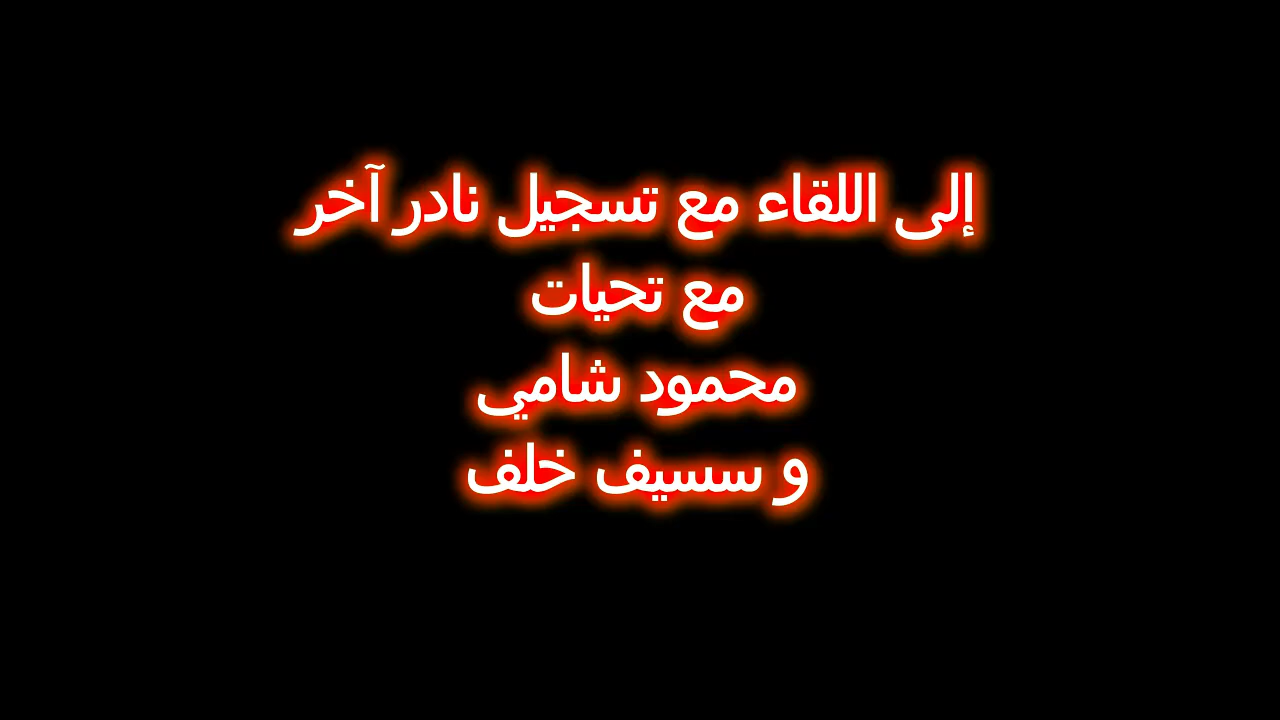 إلى اللقاء مع تسجيل نادر آخر
مع تحيات
محمود شامي
و سسيف خلف